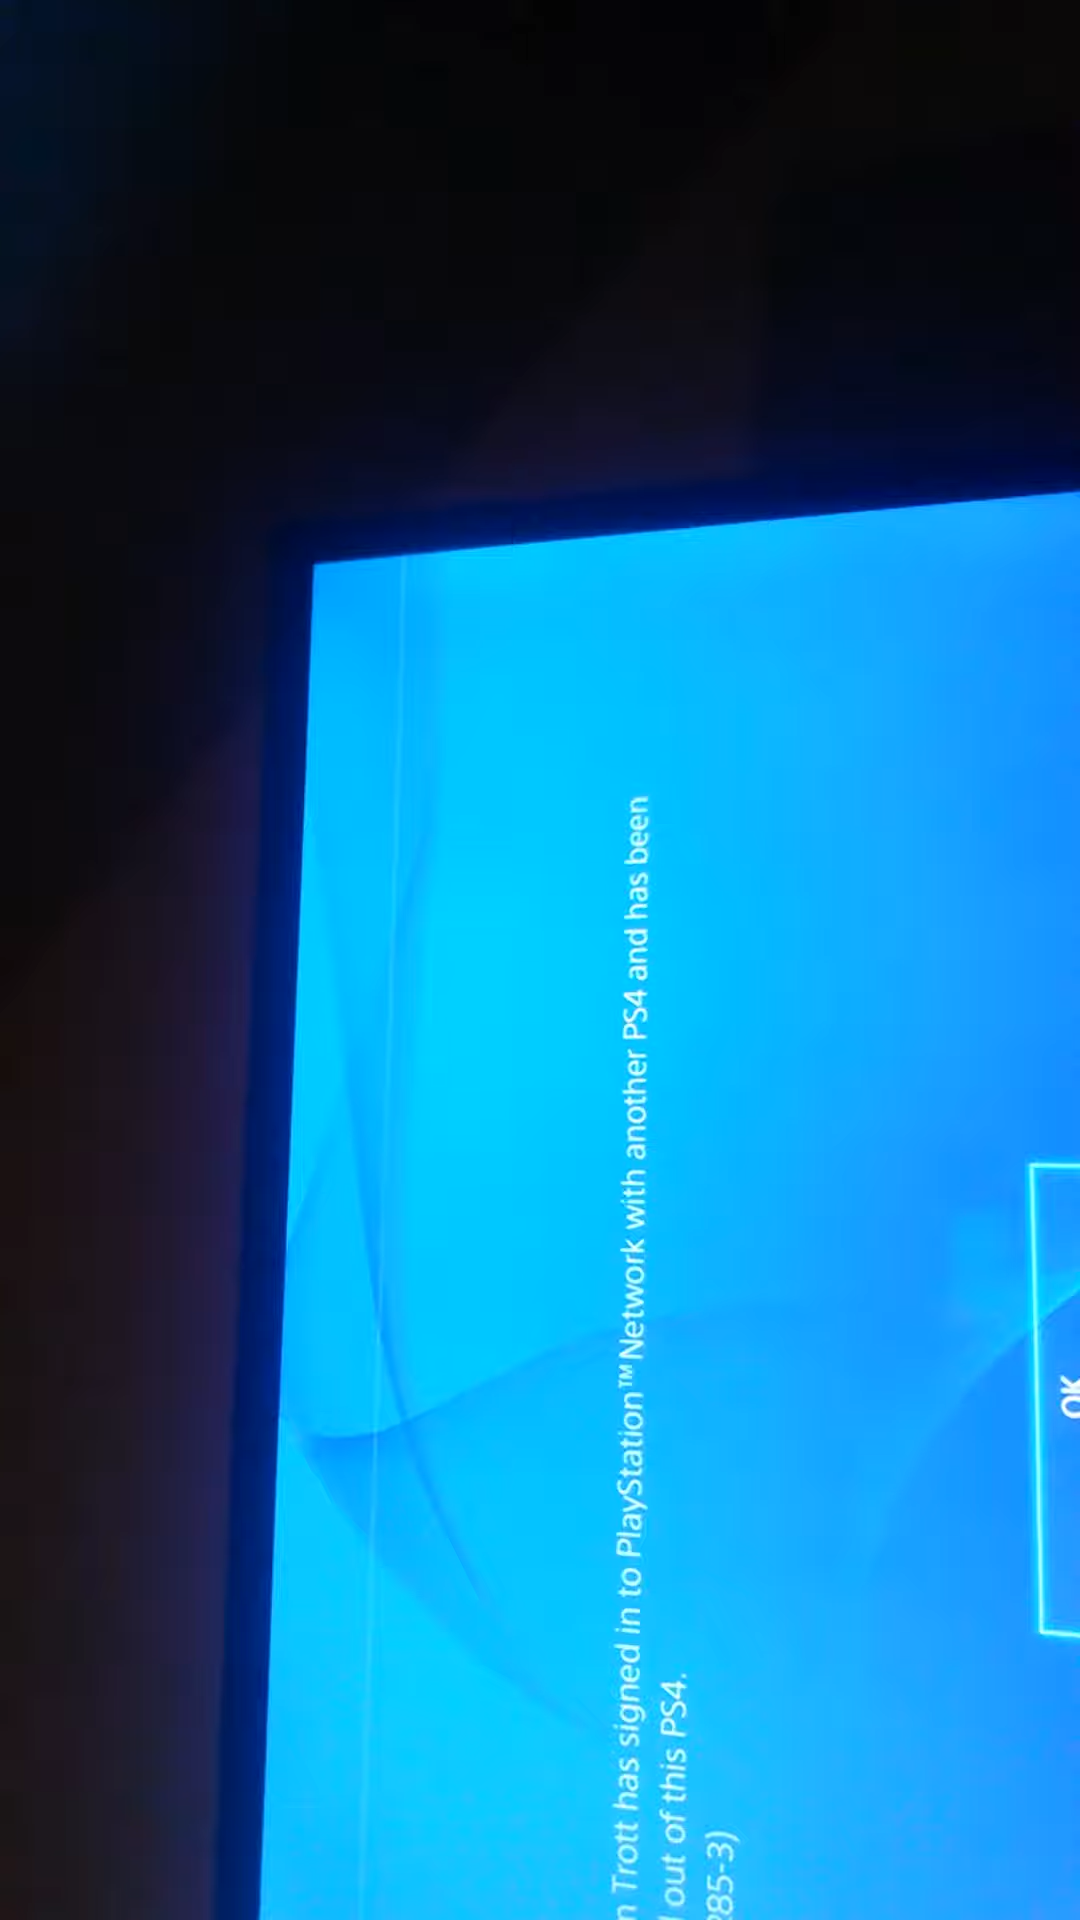 Trott has signed in to PlayStation™Network with another PS4 and has been
out of this PS4.
85-3)
OK